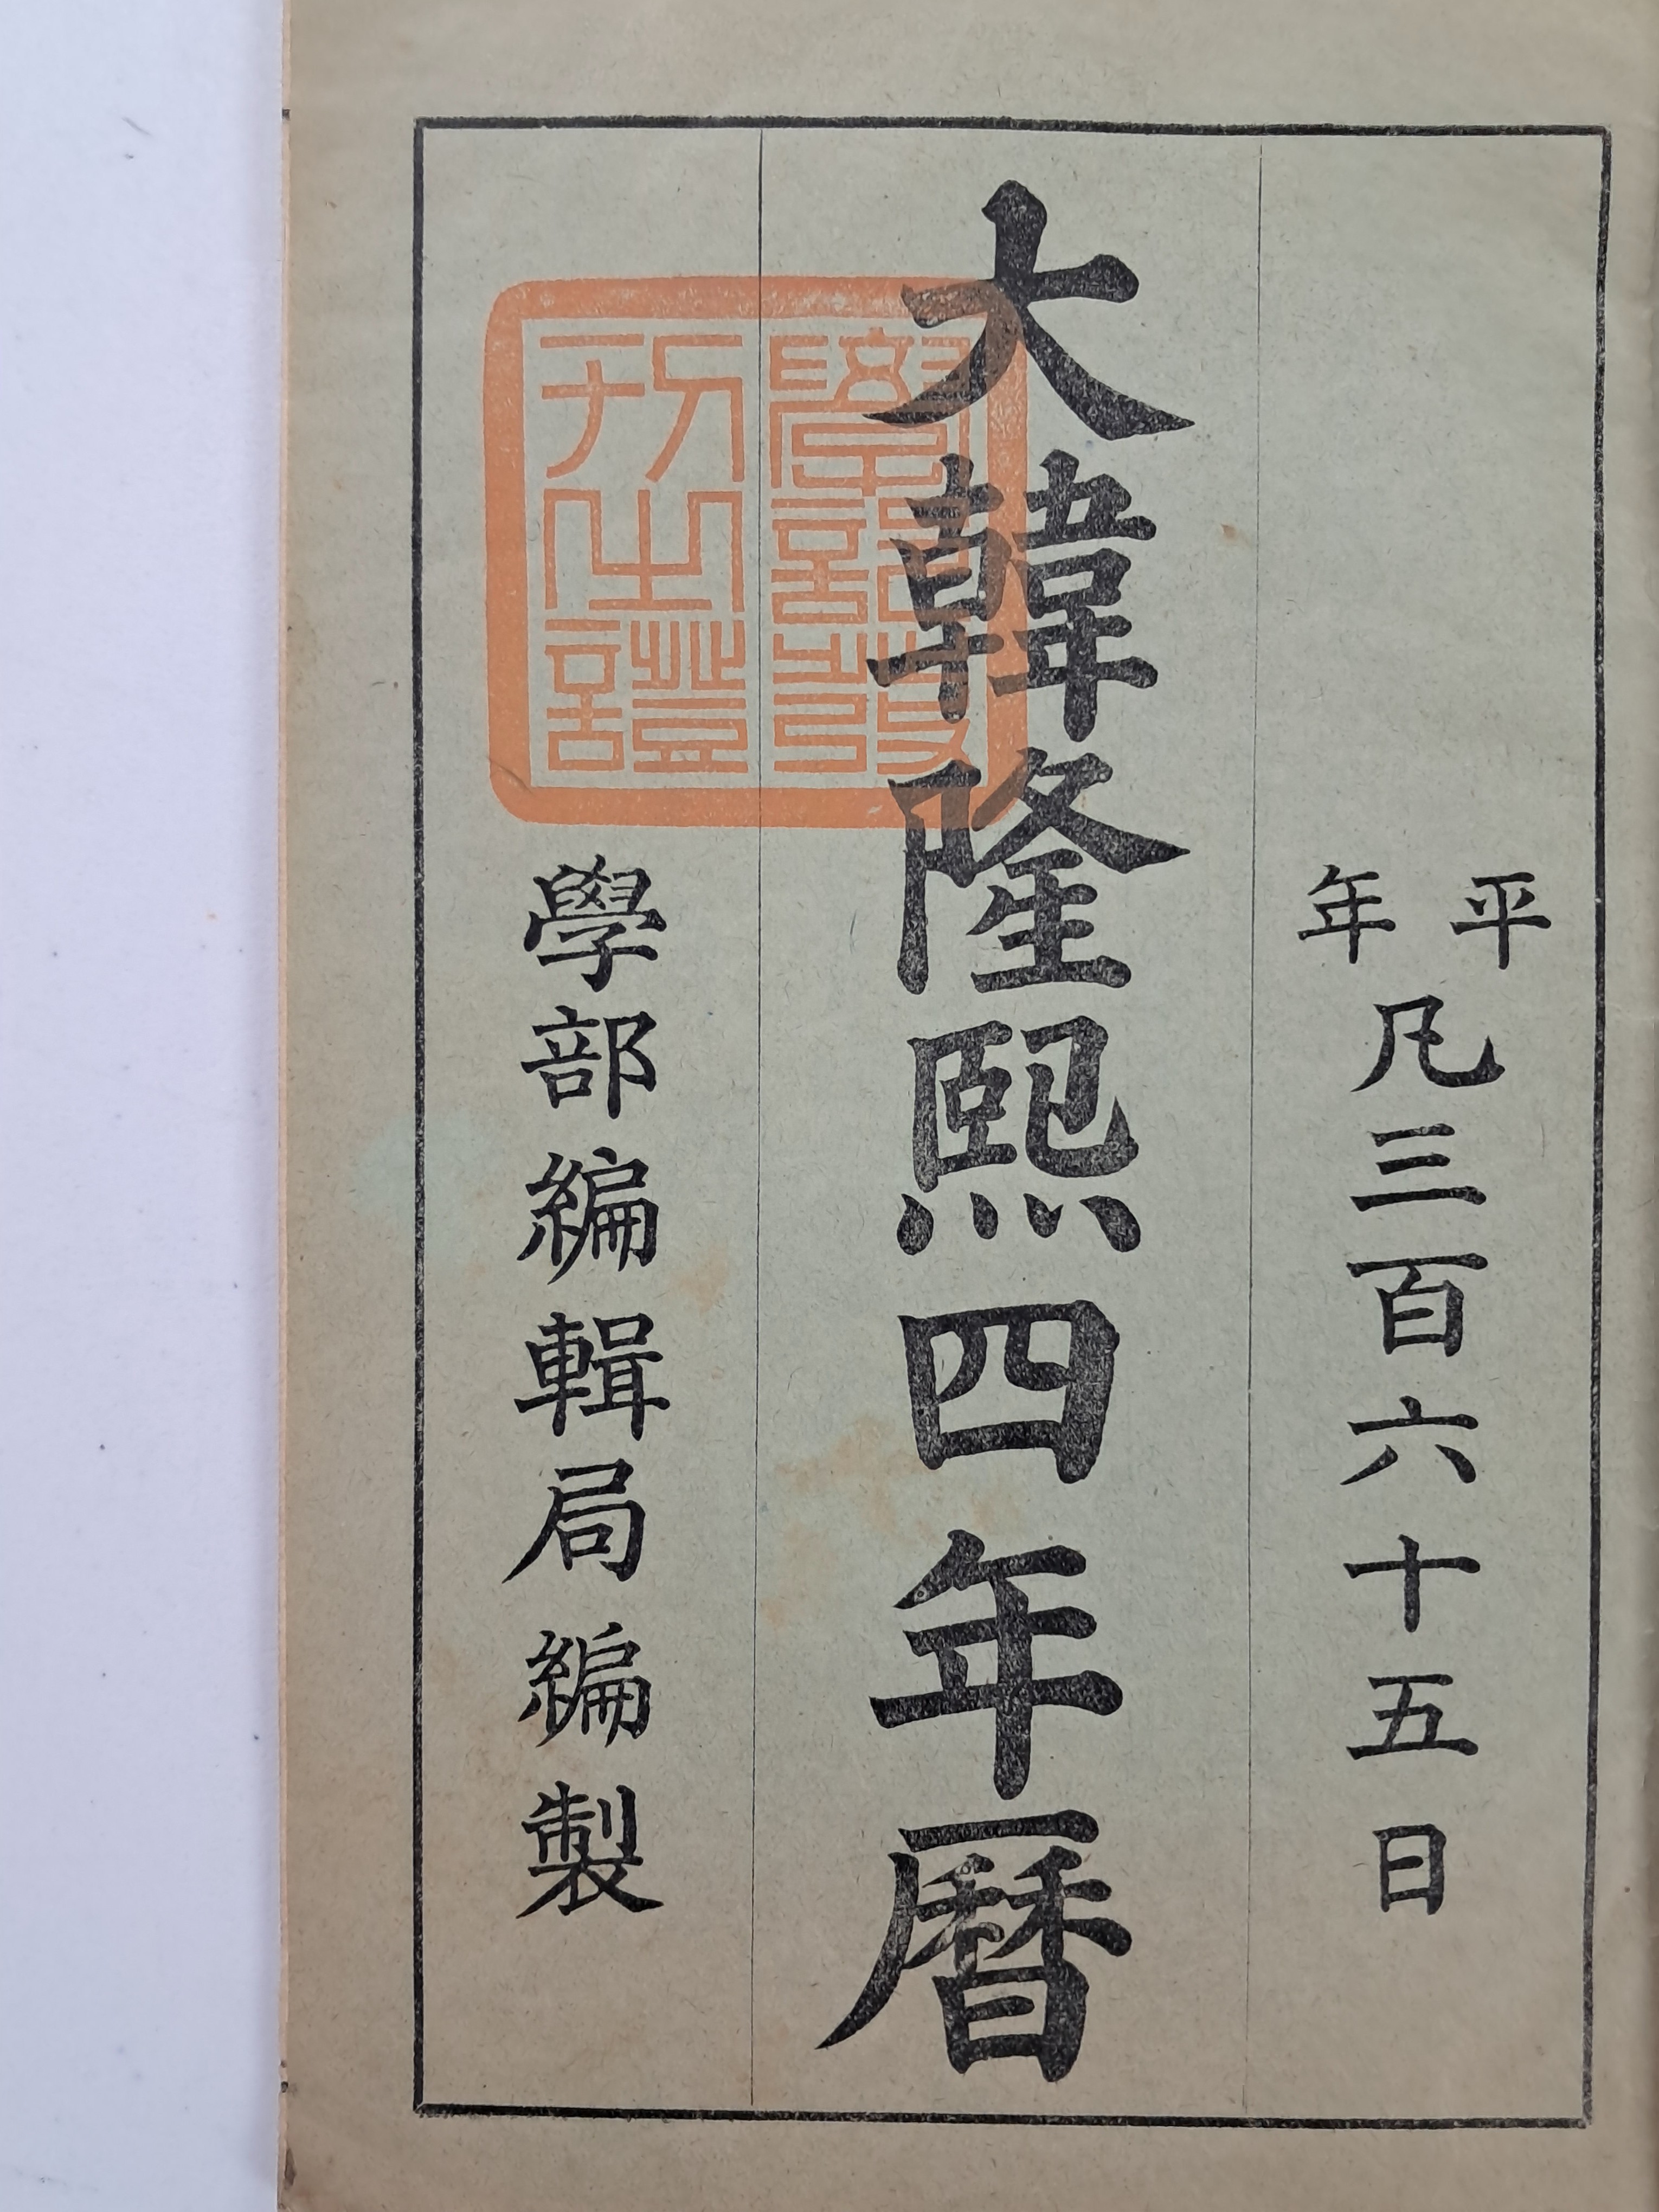 平年 凡三百六十五日
大韓隆熙四年曆
學部編輯局編製